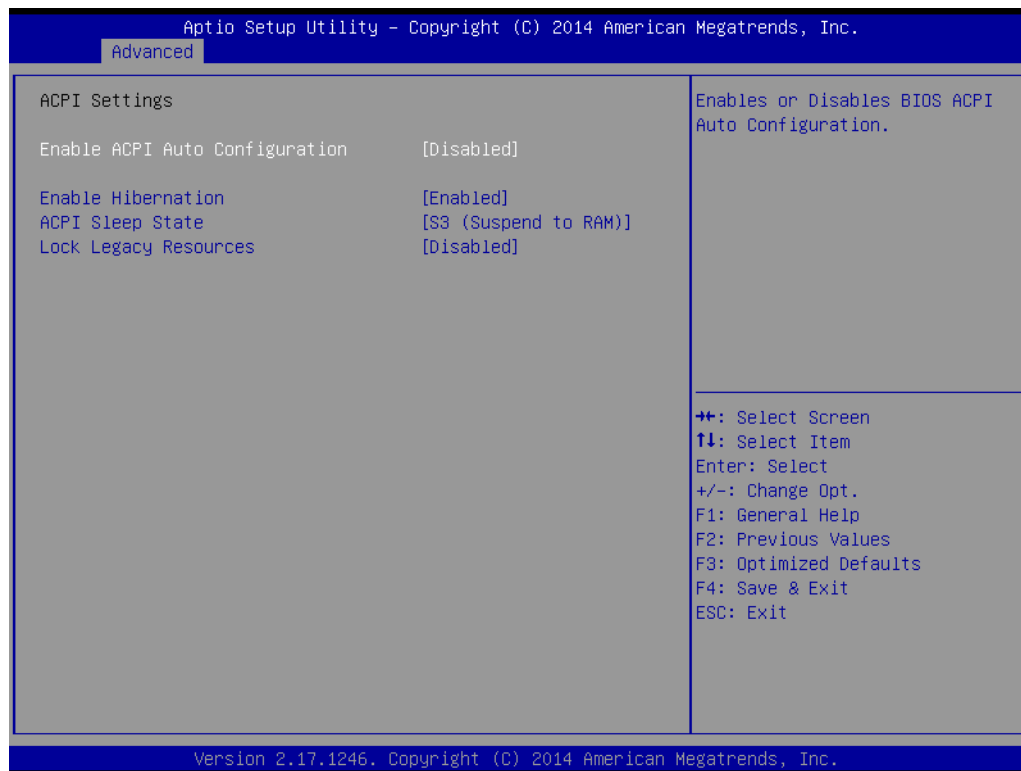 Aptio Setup Utility – Copyright (C) 2014 American Megatrends, Inc.
Advanced
ACPI Settings
Enable ACPI Auto Configuration [Disabled]
Enable Hibernation [Enabled]
ACPI Sleep State [S3 (Suspend to RAM)]
Lock Legacy Resources [Disabled]
Enables or Disables BIOS ACPI
Auto Configuration.
→←: Select Screen
↑↓: Select Item
Enter: Select
+/-: Change Opt.
F1: General Help
F2: Previous Values
F3: Optimized Defaults
F4: Save & Exit
ESC: Exit
Version 2.17.1246. Copyright (C) 2014 American Megatrends, Inc.